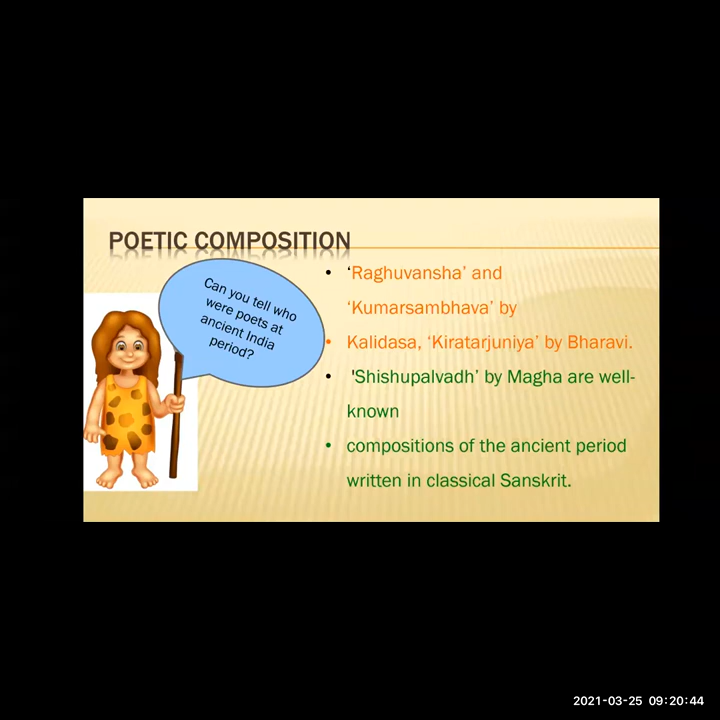 POETIC COMPOSITION
Can you tell who
were poets at
ancient India
period?
• ‘Raghuvansha’ and
‘Kumarsambhava’ by
• Kalidasa, ‘Kiratarjuniya’ by Bharavi.
• 'Shishupalvadh’ by Magha are well-
known
• compositions of the ancient period
written in classical Sanskrit.
2021-03-25 09:20:44